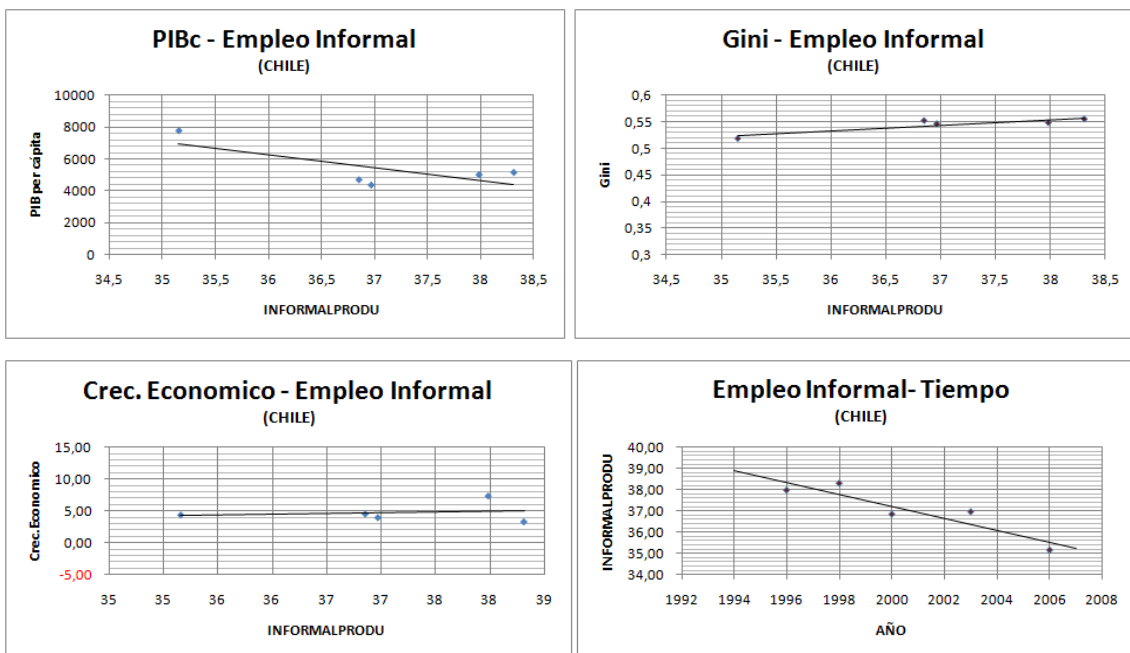 PIBc - Empleo Informal
(CHILE)
PIB per cápita
10000
8000
6000
4000
2000
0
34,5 35 35,5 36 36,5 37 37,5 38 38,5
INFORMALPRODU
Gini - Empleo Informal
(CHILE)
Gini
0,6
0,55
0,5
0,45
0,4
0,35
0,3
34,5 35 35,5 36 36,5 37 37,5 38 38,5
INFORMALPRODU
Crec. Economico - Empleo Informal
(CHILE)
Crec.Economico
15,00
10,00
5,00
0,00
-5,00
35 35 36 36 37 37 38 38 39
INFORMALPRODU
Empleo Informal- Tiempo
(CHILE)
INFORMALPRODU
40,00
39,00
38,00
37,00
36,00
35,00
34,00
1992 1994 1996 1998 2000 2002 2004 2006 2008
AÑO